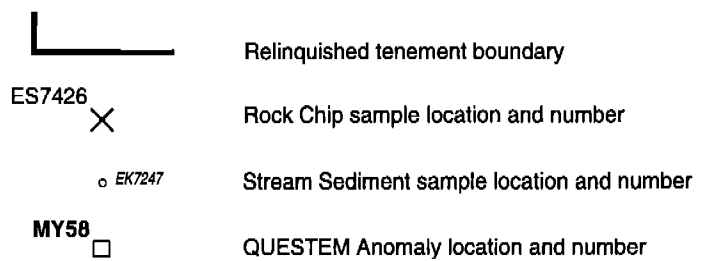 Relinquished tenement boundary
ES7426
Rock Chip sample location and number
EK7247 Stream Sediment sample location and number
MY58
QUESTEM Anomaly location and number